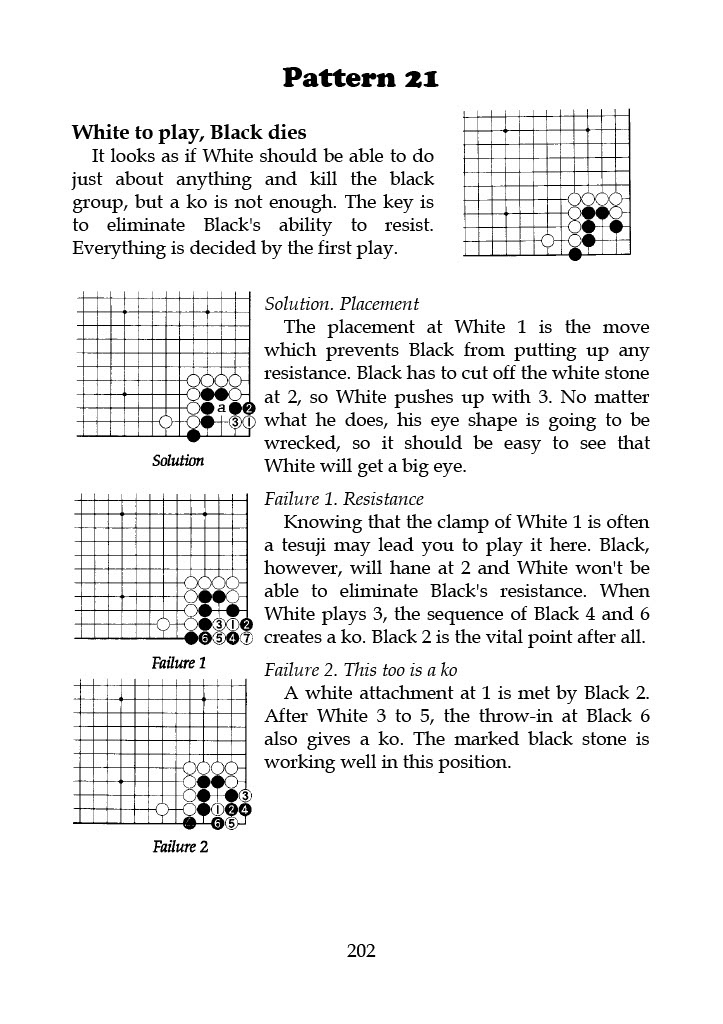 Pattern 21
White to play, Black dies
It looks as if White should be able to do
just about anything and kill the black
group, but a ko is not enough. The key is
to eliminate Black's ability to resist.
Everything is decided by the first play.
Solution. Placement
The placement at White 1 is the move
which prevents Black from putting up any
resistance. Black has to cut off the white stone
at 2, so White pushes up with 3. No matter
what he does, his eye shape is going to be
wrecked, so it should be easy to see that
White will get a big eye.
a 2
3 1
Solution
Failure 1. Resistance
Knowing that the clamp of White 1 is often
a tesuji may lead you to play it here. Black,
however, will hane at 2 and White won't be
able to eliminate Black's resistance. When
White plays 3, the sequence of Black 4 and 6
creates a ko. Black 2 is the vital point after all.
3 1 2
6 5 4 7
Failure 1
Failure 2. This too is a ko
A white attachment at 1 is met by Black 2.
After White 3 to 5, the throw-in at Black 6
also gives a ko. The marked black stone is
working well in this position.
3
1 2 4
6 5
Failure 2
202